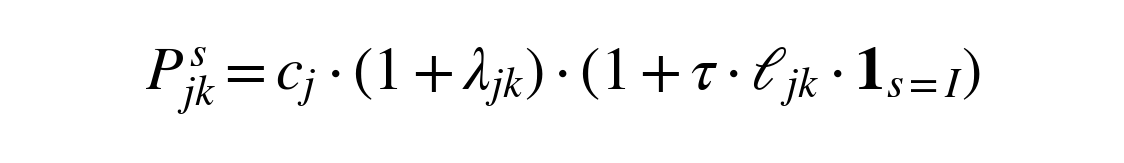 P^s_{jk} = c_j · (1 + λ_{jk}) · (1 + τ · ℓ_{jk} · 𝟏_{s = I})